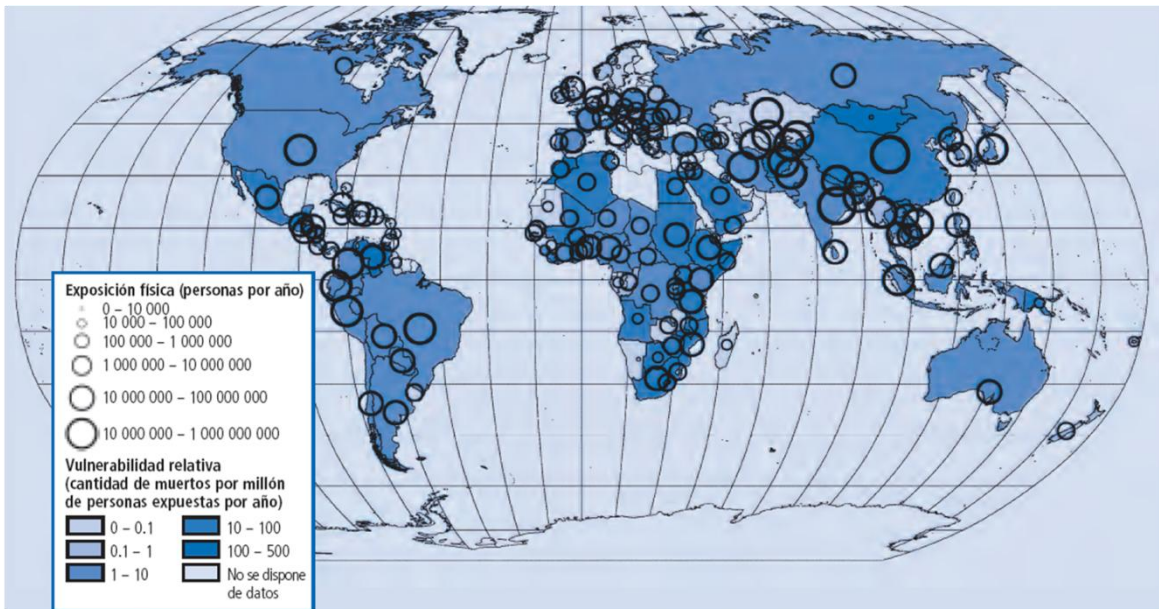 Exposición física (personas por año)
0 – 10 000
10 000 – 100 000
100 000 – 1 000 000
1 000 000 – 10 000 000
10 000 000 – 100 000 000
10 000 000 – 1 000 000 000
Vulnerabilidad relativa
(cantidad de muertos por millón
de personas expuestas por año)
0 – 0.1
0.1 – 1
1 – 10
10 – 100
100 – 500
No se dispone
de datos